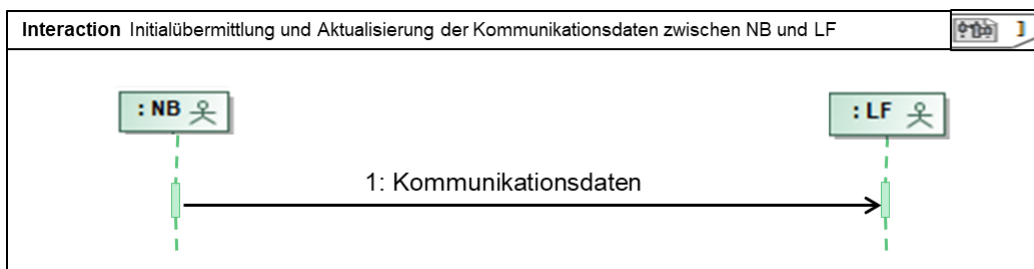 Interaction Initialübermittlung und Aktualisierung der Kommunikationsdaten zwischen NB und LF
: NB
: LF
1: Kommunikationsdaten